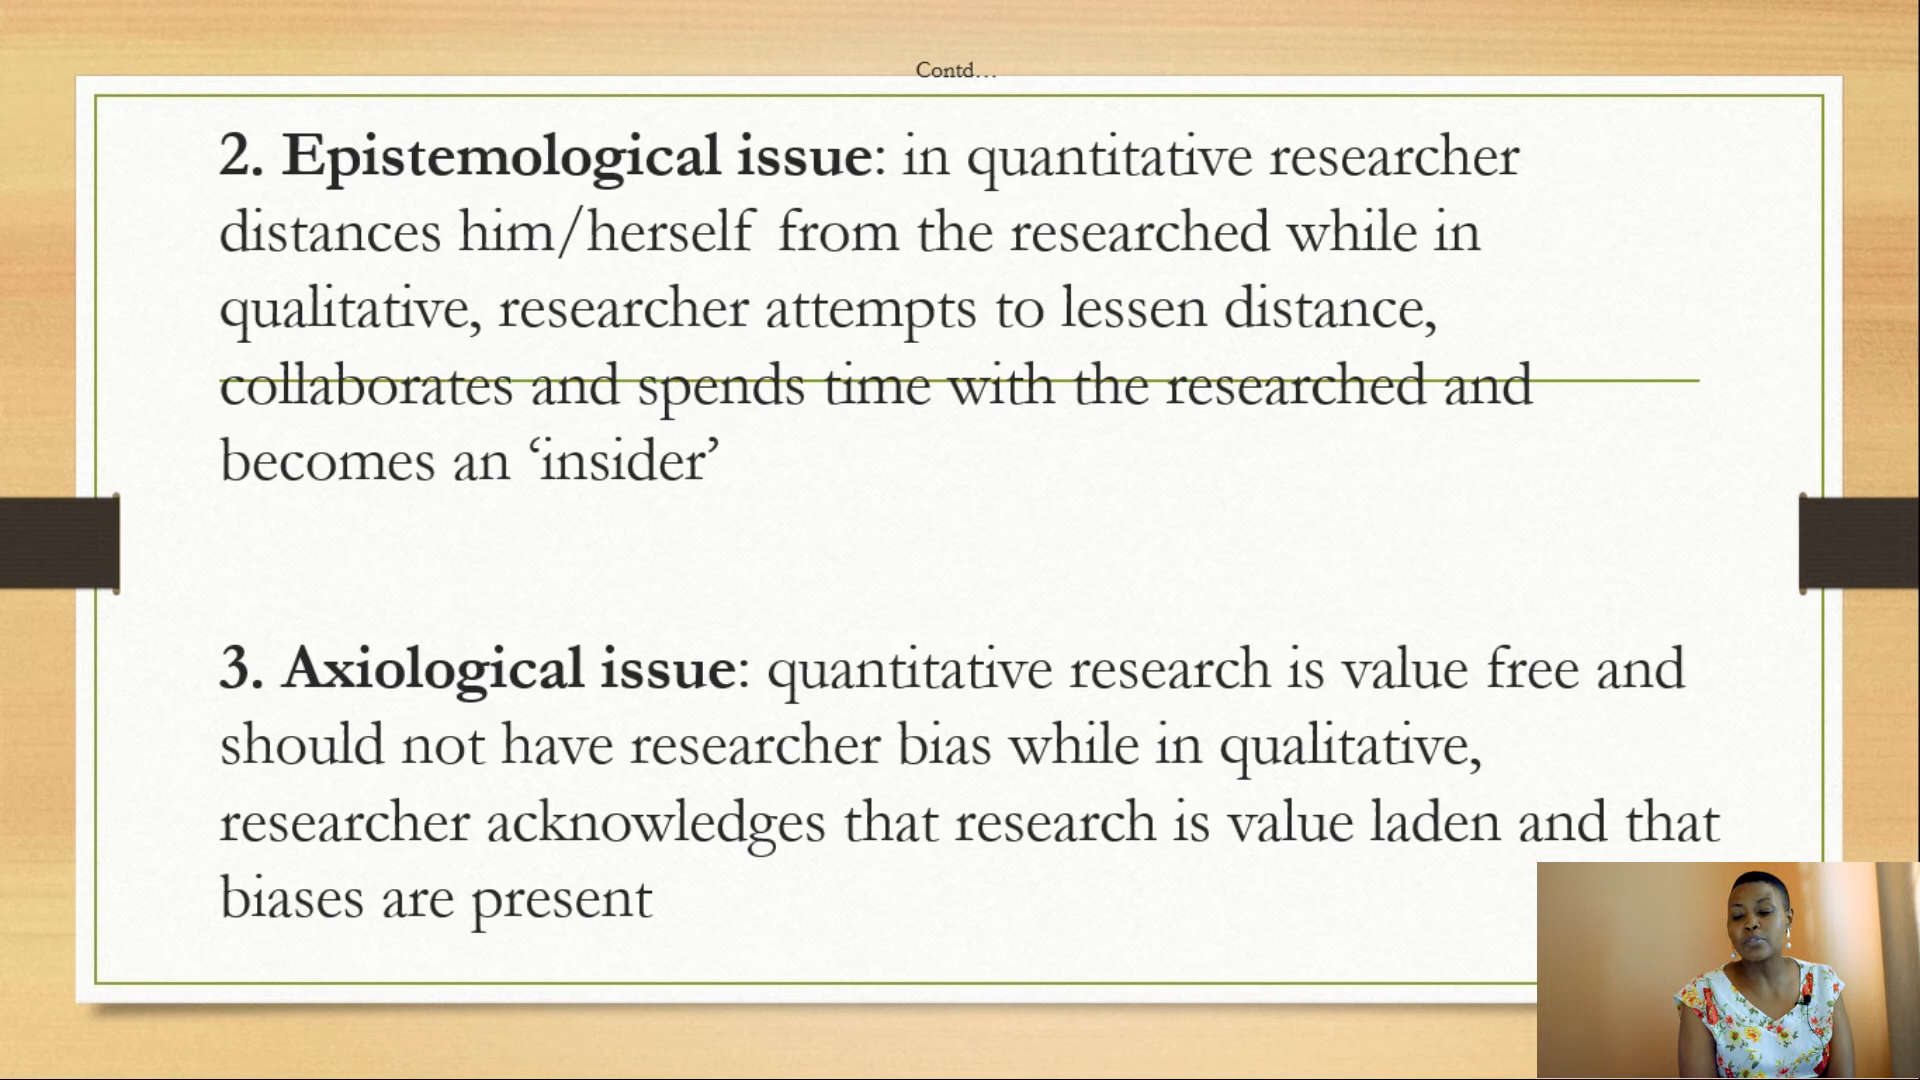 Contd…
2. Epistemological issue: in quantitative researcher
distances him/herself from the researched while in
qualitative, researcher attempts to lessen distance,
collaborates and spends time with the researched and
becomes an ‘insider’
3. Axiological issue: quantitative research is value free and
should not have researcher bias while in qualitative,
researcher acknowledges that research is value laden and that
biases are present